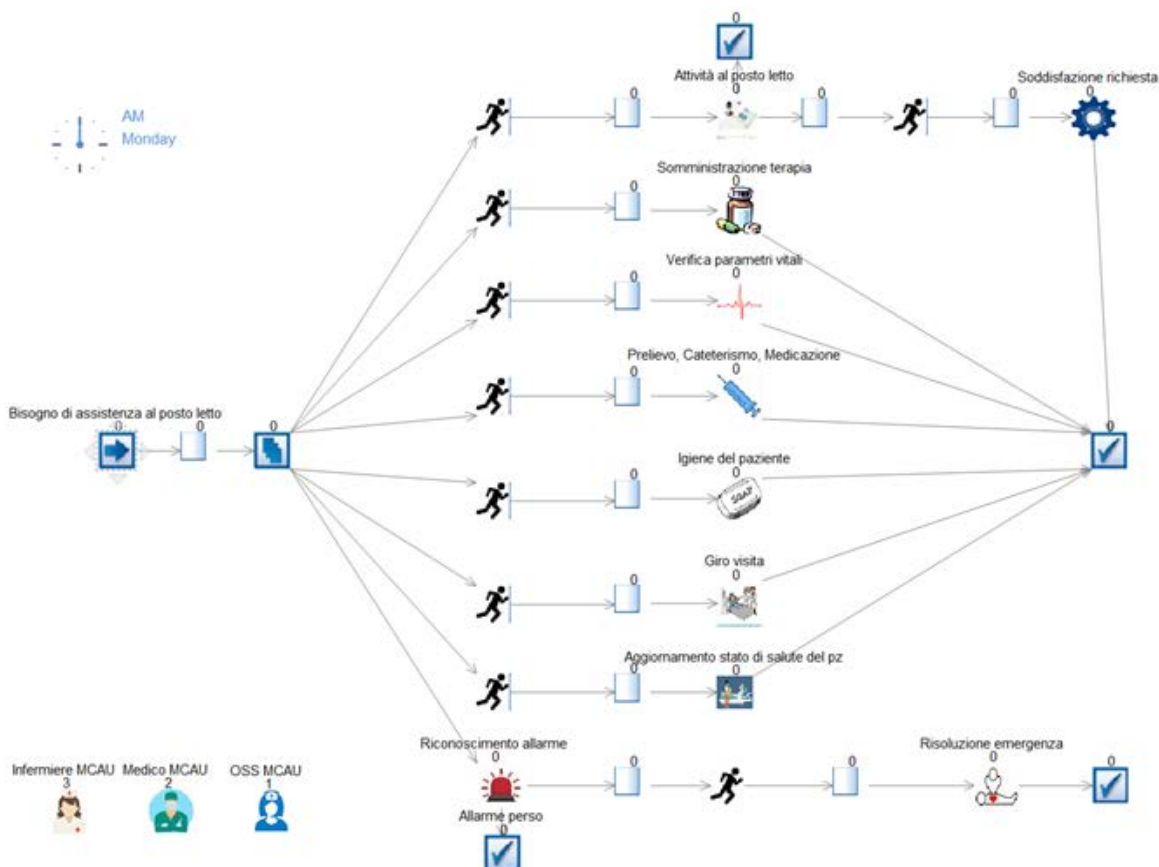 0
Attività al posto letto
Soddisfazione richiesta
0 0 0 0 0
AM
Monday
Somministrazione terapia
0 0
Verifica parametri vitali
0 0
Prelievo, Cateterismo, Medicazione
0 0
Bisogno di assistenza al posto letto
0 0 0 0
Igiene del paziente
0 0
SOAP
Giro visita
0 0
Aggiornamento stato di salute del pz
0 0
Riconoscimento allarme
0 0 0
Risoluzione emergenza
0 0
Infermiere MCAU
3
Medico MCAU
2
OSS MCAU
1
Allarme perso
0